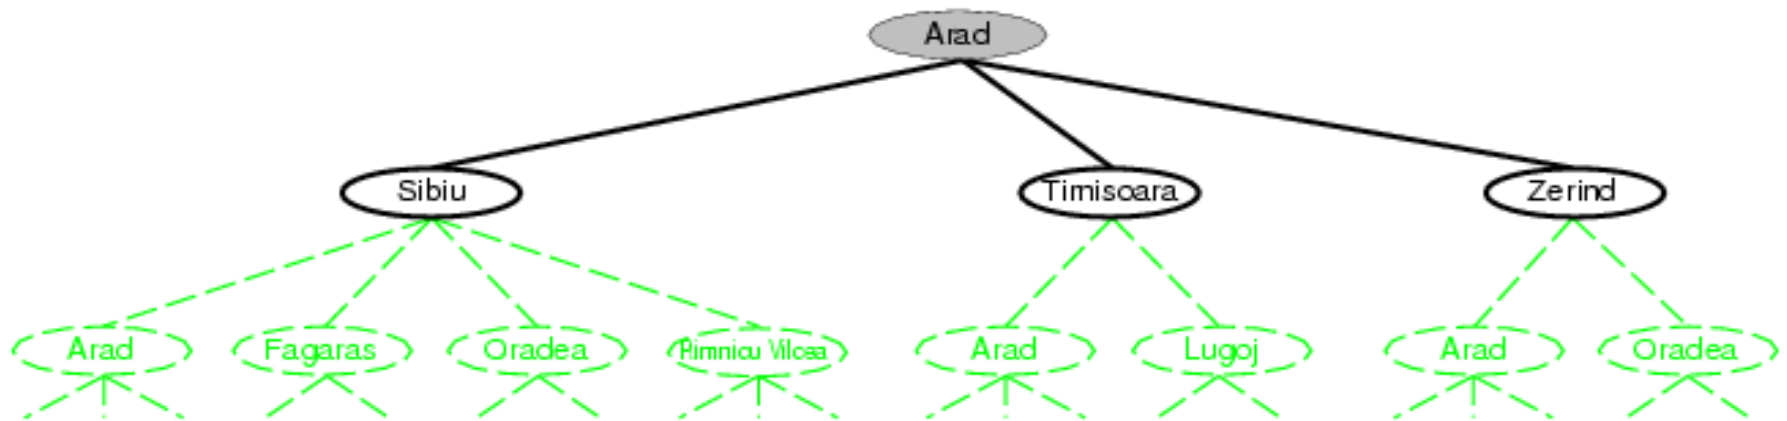 Arad
Sibiu
Timisoara
Zerind
Arad
Fagaras
Oradea
Rimnicu Vilcea
Arad
Lugoj
Arad
Oradea